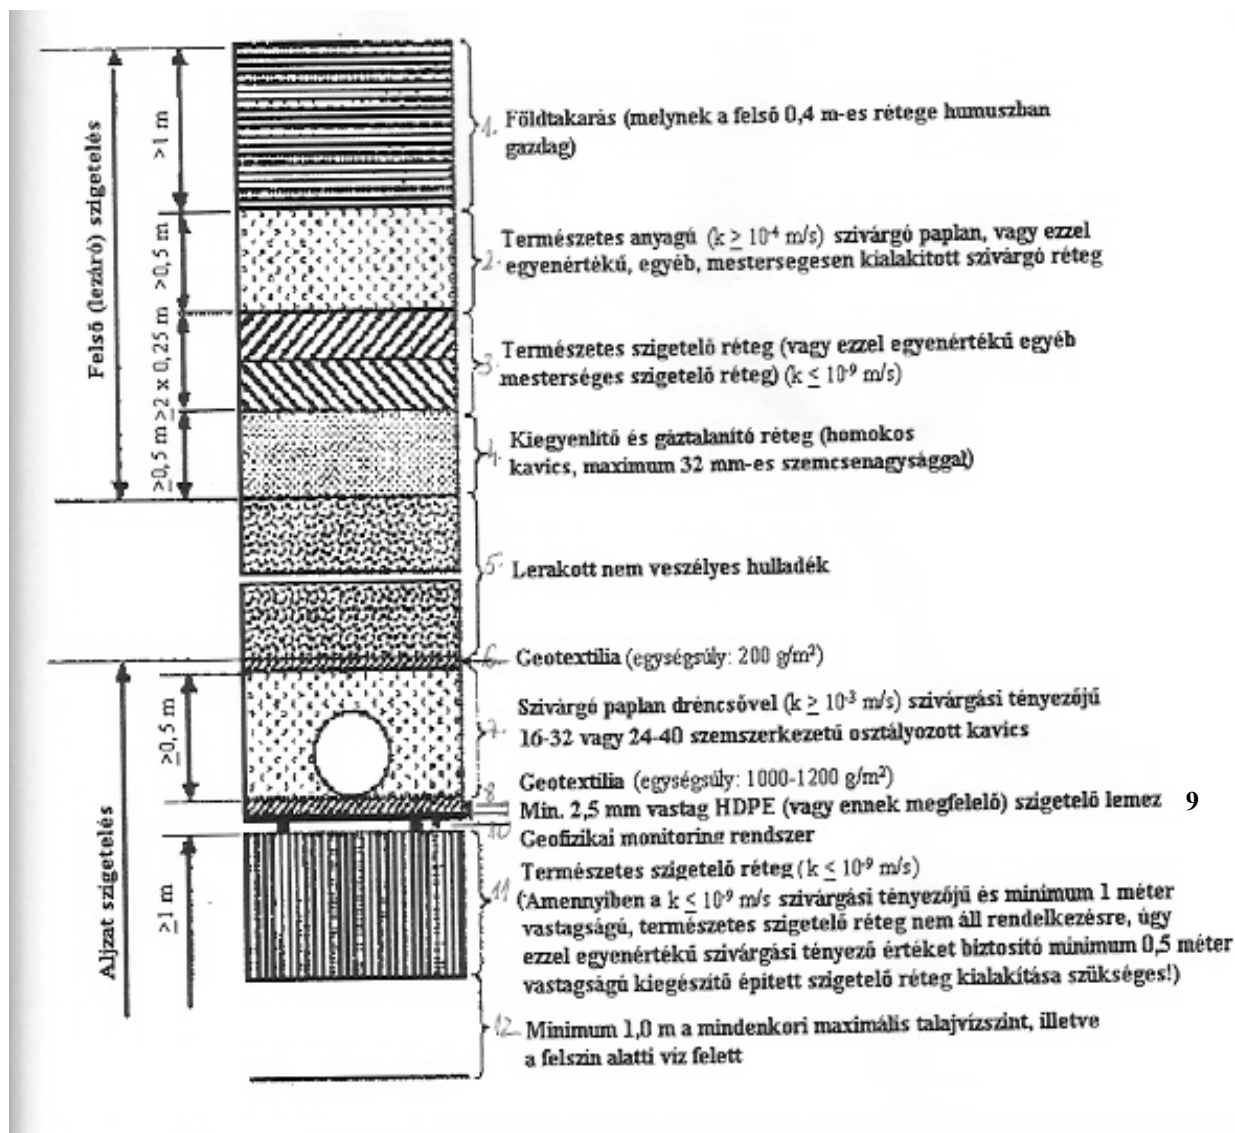 Felső (lezáró) szigetelés
>1 m
>0,5 m
≥2 x 0,25 m
≥0,5 m
1. Földtakarás (melynek a felső 0,4 m-es rétege humuszban
gazdag)
2. Természetes anyagú (k ≥ 10⁻⁴ m/s) szivárgó paplan, vagy ezzel
egyenértékű, egyéb, mestersegesen kialakított szivárgó réteg
3. Természetes szigetelő réteg (vagy ezzel egyenértékű egyéb
mesterséges szigetelő réteg) (k ≤ 10⁻⁹ m/s)
4. Kiegyenlítő és gáztalanító réteg (homokos
kavics, maximum 32 mm-es szemcsenagysággal)
5. Lerakott nem veszélyes hulladék
Aljzat szigetelés
≥0,5 m
≥1 m
6 Geotextília (egységsúly: 200 g/m²)
7. Szivárgó paplan dréncsővel (k ≥ 10⁻³ m/s) szivárgási tényezőjű
16-32 vagy 24-40 szemszerkezetű osztályozott kavics
8 Geotextília (egységsúly: 1000-1200 g/m²)
Min. 2,5 mm vastag HDPE (vagy ennek megfelelő) szigetelő lemez 9
10 Geofizikai monitoring rendszer
11 Természetes szigetelő réteg (k ≤ 10⁻⁹ m/s)
(Amennyiben a k ≤ 10⁻⁹ m/s szivárgási tényezőjű és minimum 1 méter
vastagságú, természetes szigetelő réteg nem áll rendelkezésre, úgy
ezzel egyenértékű szivárgási tényező értéket biztosító minimum 0,5 méter
vastagságú kiegészítő épített szigetelő réteg kialakítása szükséges!)
12 Minimum 1,0 m a mindenkori maximális talajvízszint, illetve
a felszín alatti víz felett